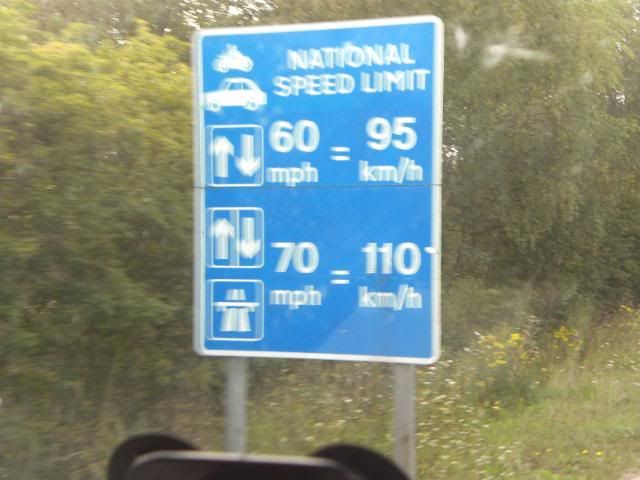 NATIONAL
SPEED LIMIT
60 mph = 95 km/h
70 mph = 110 km/h